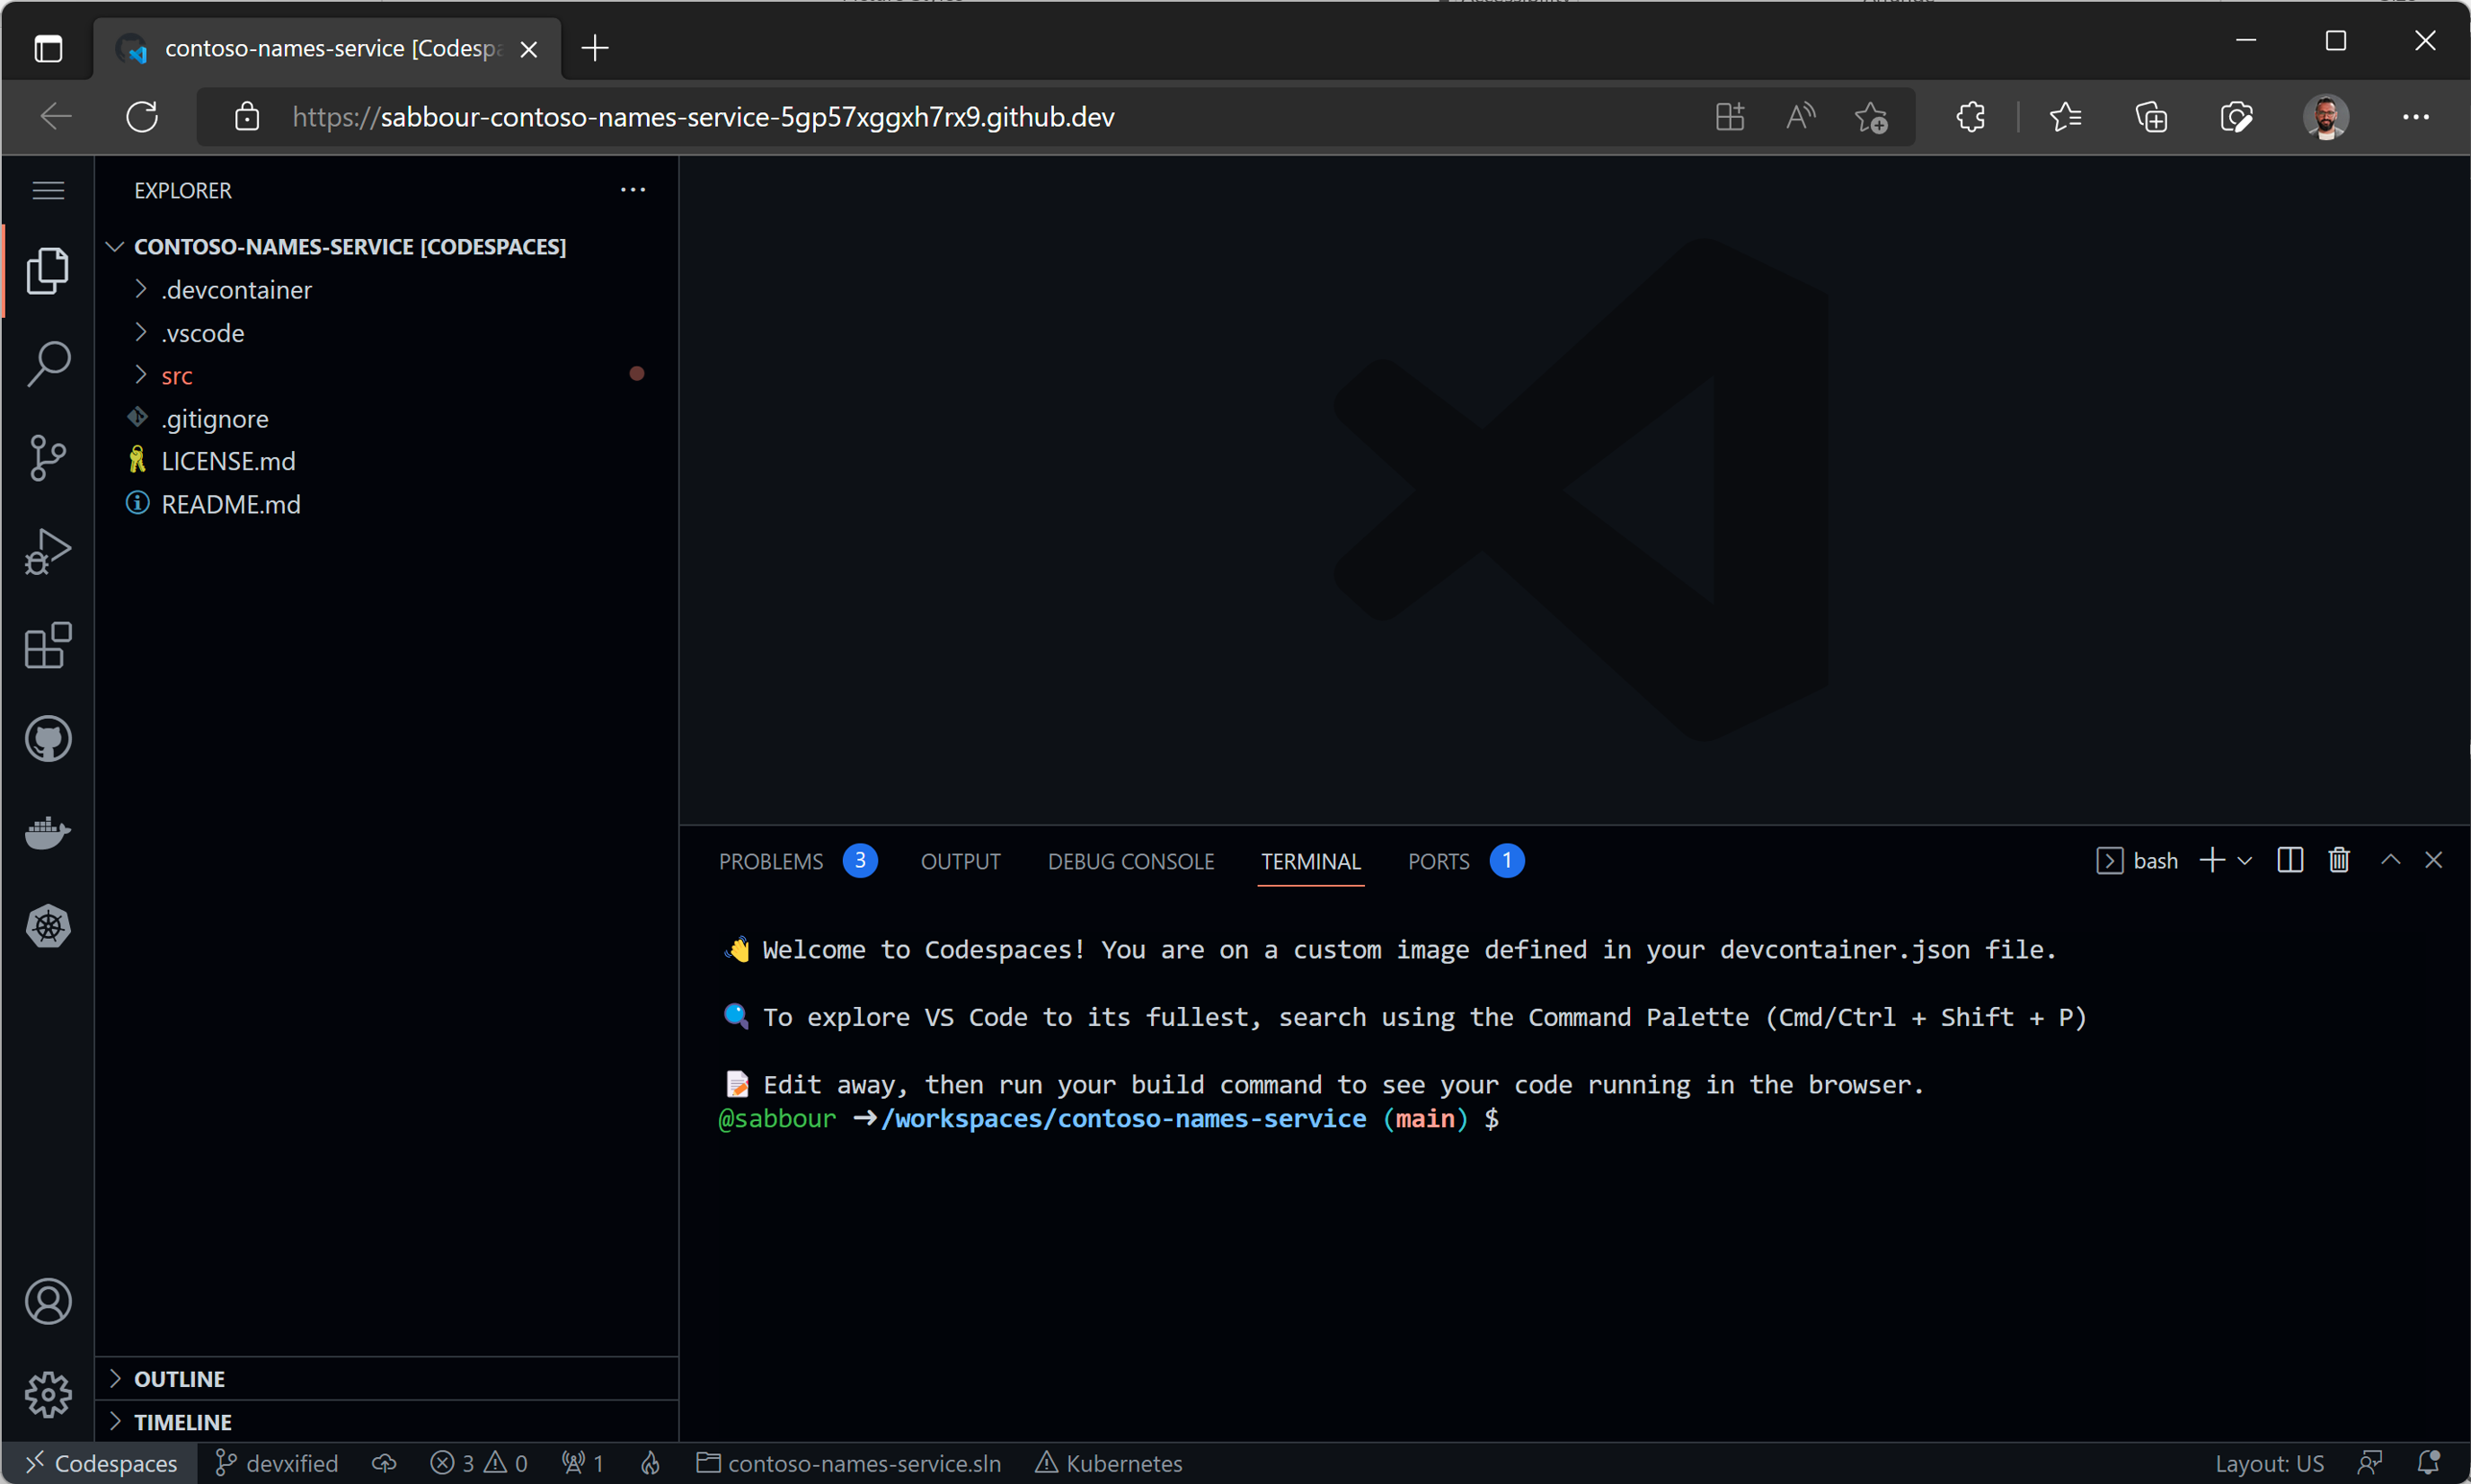 contoso-names-service [Codespa
https://sabbour-contoso-names-service-5gp57xggxh7rx9.github.dev
EXPLORER
CONTOSO-NAMES-SERVICE [CODESPACES]
.devcontainer
.vscode
src
.gitignore
LICENSE.md
README.md
OUTLINE
TIMELINE
PROBLEMS 3 OUTPUT DEBUG CONSOLE TERMINAL PORTS 1 bash
👋 Welcome to Codespaces! You are on a custom image defined in your devcontainer.json file.
🔍 To explore VS Code to its fullest, search using the Command Palette (Cmd/Ctrl + Shift + P)
📝 Edit away, then run your build command to see your code running in the browser.
@sabbour ➜/workspaces/contoso-names-service (main) $
Codespaces devxified 3 0 1 contoso-names-service.sln Kubernetes Layout: US